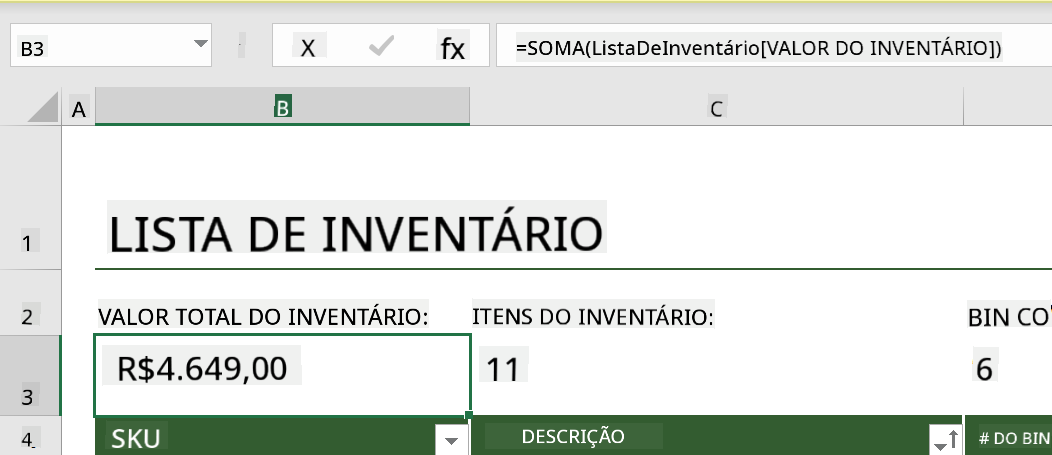 B3 X fx =SOMA(ListaDeInventário[VALOR DO INVENTÁRIO])
A B C
1 LISTA DE INVENTÁRIO
2 VALOR TOTAL DO INVENTÁRIO: ITENS DO INVENTÁRIO: BIN
3 R$4.649,00 11 6
4 SKU DESCRIÇÃO # DO BIN